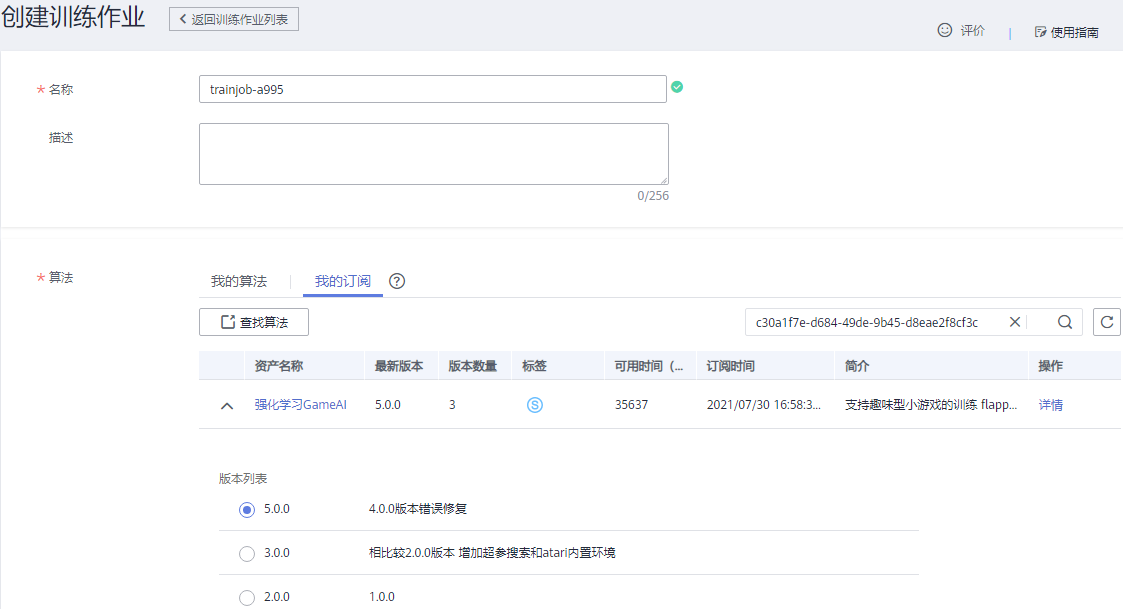 创建训练作业 返回训练作业列表
评价 | 使用指南
* 名称 trainjob-a995
描述
0/256
* 算法 我的算法 我的订阅 ?
查找算法 c30a1f7e-d684-49de-9b45-d8eae2f8cf3c
资产名称 最新版本 版本数量 标签 可用时间（... 订阅时间 简介 操作
强化学习GameAI 5.0.0 3 S 35637 2021/07/30 16:58:3... 支持趣味型小游戏的训练 flapp... 详情
版本列表
5.0.0 4.0.0版本错误修复
3.0.0 相比较2.0.0版本 增加超参搜索和atari内置环境
2.0.0 1.0.0